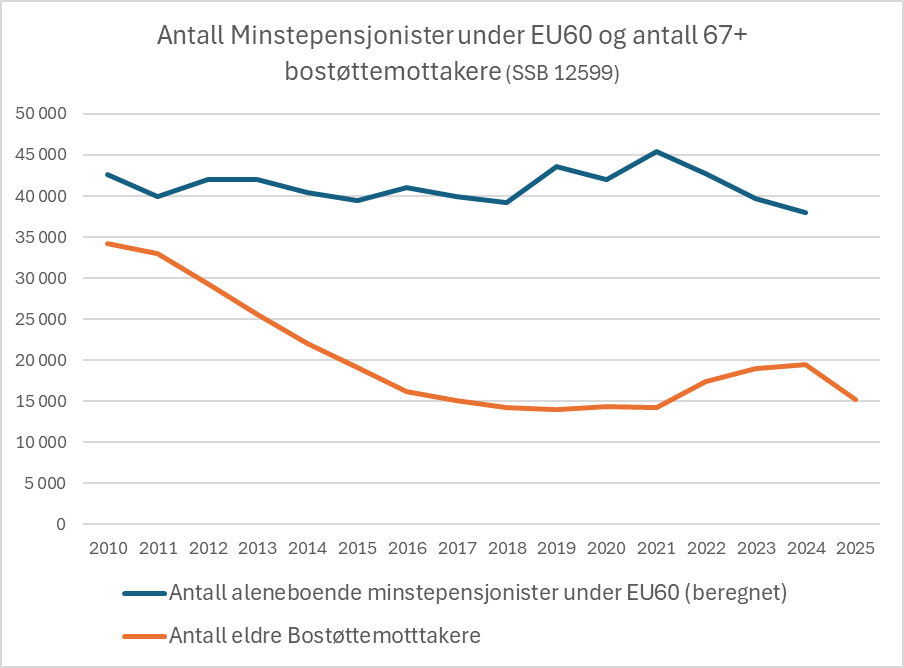 Antall Minstepensjonister under EU60 og antall 67+
bostøttemottakere (SSB 12599)
50 000
45 000
40 000
35 000
30 000
25 000
20 000
15 000
10 000
5 000
0
2010 2011 2012 2013 2014 2015 2016 2017 2018 2019 2020 2021 2022 2023 2024 2025
Antall aleneboende minstepensjonister under EU60 (beregnet)
Antall eldre Bostøttemotttakere